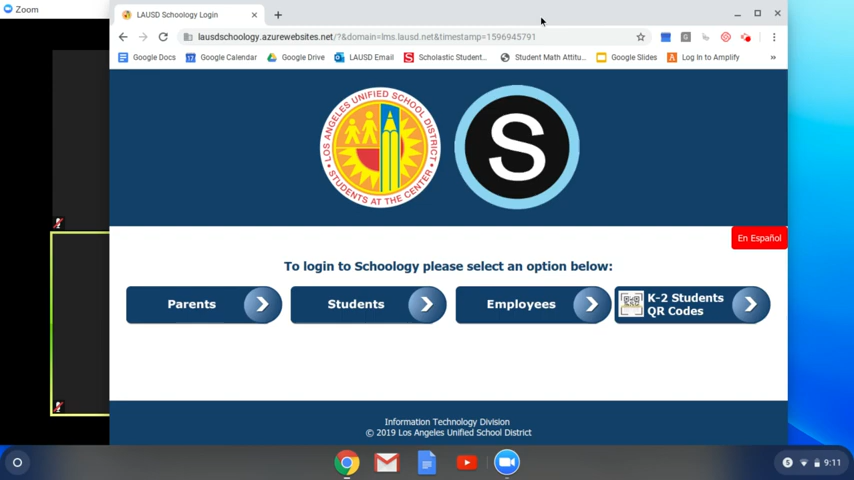 Zoom
LAUSD Schoology Login
lausdschoology.azurewebsites.net/?&domain=lms.lausd.net&timestamp=1596945791
Google Docs
17 Google Calendar
Google Drive
LAUSD Email
S Scholastic Student...
Student Math Attitu...
Google Slides
A Log In to Amplify
»
LOS ANGELES UNIFIED SCHOOL DISTRICT
• STUDENTS AT THE CENTER •
S
En Español
To login to Schoology please select an option below:
Parents
Students
Employees
K-2 Students
QR Codes
Information Technology Division
© 2019 Los Angeles Unified School District
S
9:11